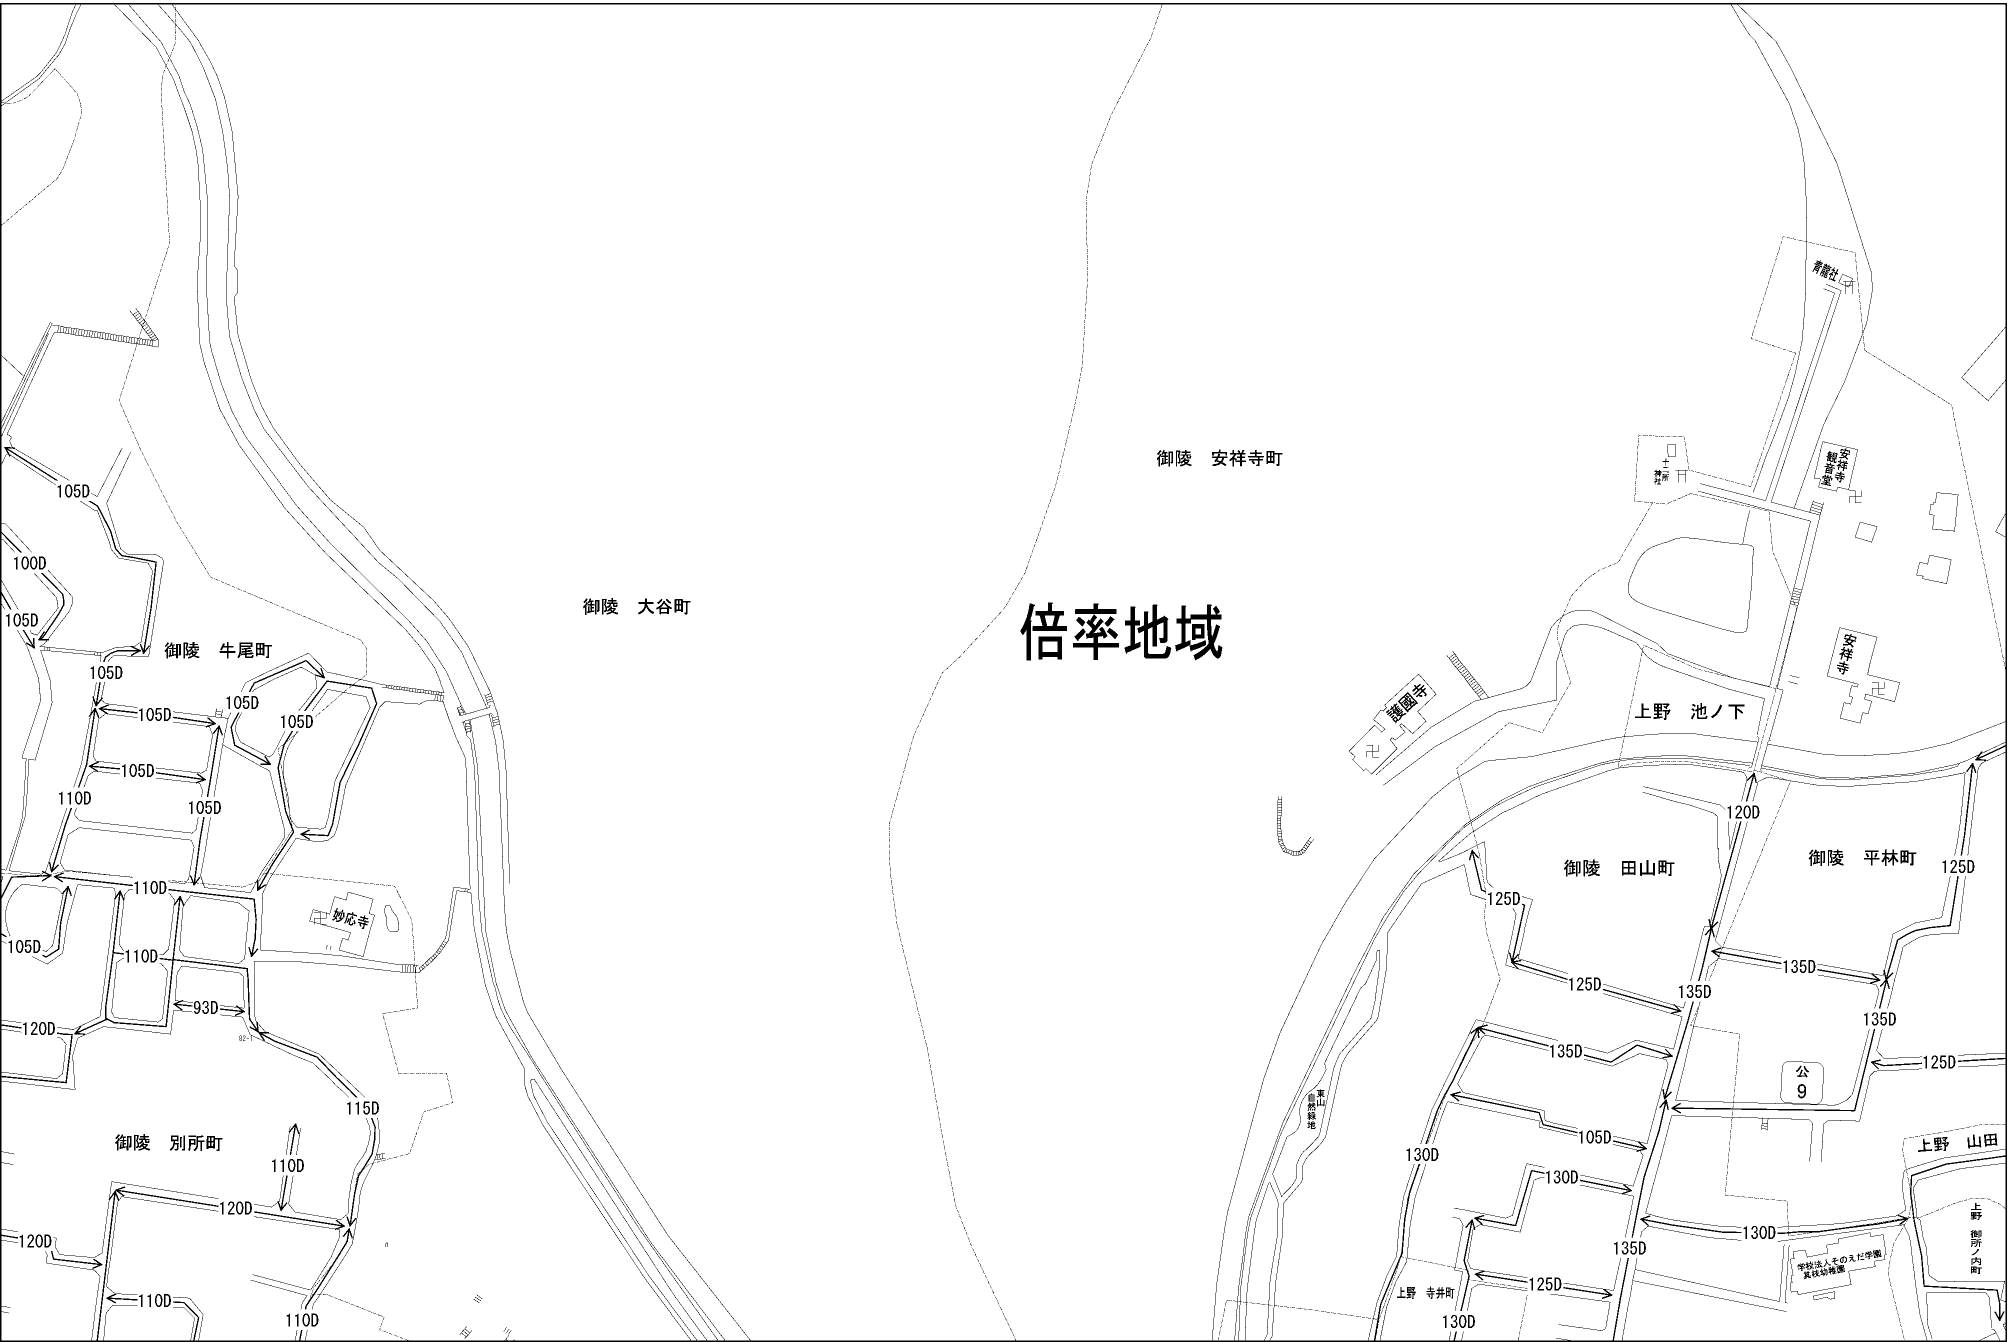 青龍社
御陵　安祥寺町
十二所
神社
安祥寺
観音堂
105D
100D
105D
御陵　大谷町
倍率地域
御陵　牛尾町
105D
105D
105D
105D
安祥寺
護國寺
上野　池ノ下
105D
110D
105D
120D
御陵　田山町
御陵　平林町
125D
110D
妙応寺
125D
105D
110D
135D
125D
135D
93D
120D
92-1
135D
135D
125D
公
9
115D
東山
自然緑地
105D
御陵　別所町
上野　山田
110D
130D
130D
120D
上野　御所ノ内町
130D
120D
135D
学校法人そのえだ学園
真枝幼稚園
125D
上野　寺井町
110D
110D
130D